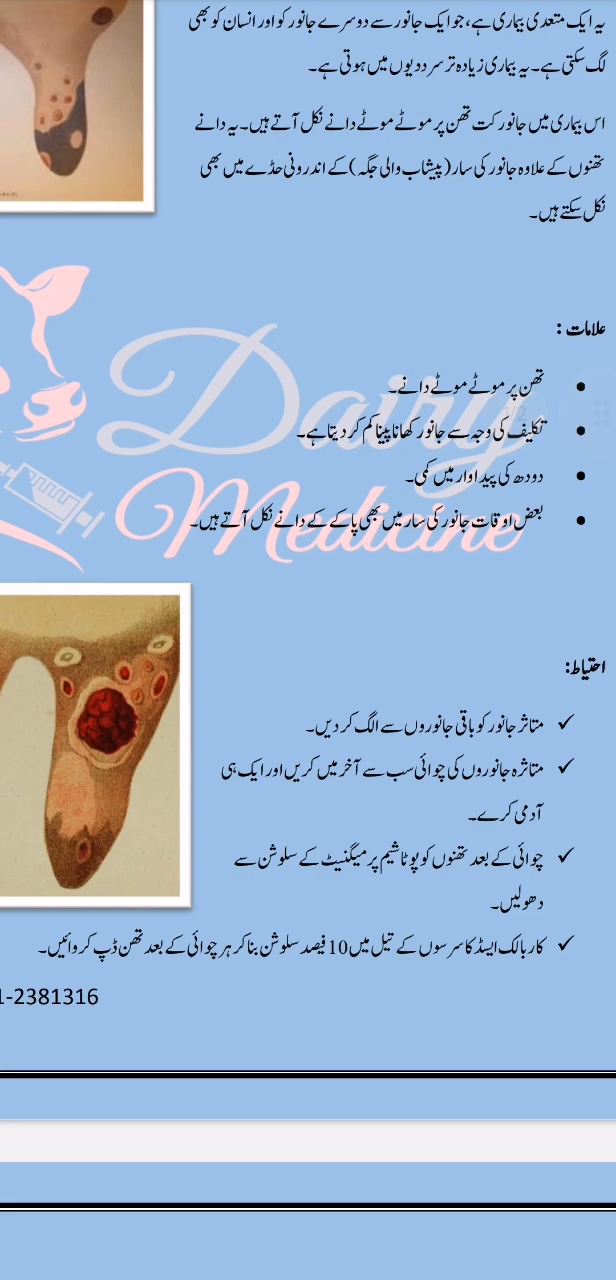 یہ ایک متعدی بیماری ہے، جو ایک جانور سے دوسرے جانور کو اور انسان کو بھی
لگ سکتی ہے۔ یہ بیماری زیادہ تر سردیوں میں ہوتی ہے۔
اس بیماری میں جانور کت تھن پر موٹے موٹے دانے نکل آتے ہیں۔ یہ دانے
تھنوں کے علاوہ جانور کی سار (پیشاب والی جگہ) کے اندرونی حڈے میں بھی
نکل سکتے ہیں۔
علامات :
• تھن پر موٹے موٹے دانے۔
• تکلیف کی وجہ سے جانور کھانا پینا کم کر دیتا ہے۔
• دودھ کی پیداوار میں کمی۔
• بعض اوقات جانور کی سار میں بھی پاکے کے دانے نکل آتے ہیں۔
Dairy
Medicine
1/2
احتیاط:
✓ متاثر جانور کو باقی جانوروں سے الگ کر دیں۔
✓ متاثرہ جانوروں کی چوائی سب سے آخر میں کریں اور ایک ہی
آدمی کرے۔
✓ چوائی کے بعد تھنوں کو پوٹاشیم پرمیگنیٹ کے سلوشن سے
دھولیں۔
✓ کاربالک ایسڈ کا سرسوں کے تیل میں 10 فیصد سلوشن بنا کر ہر چوائی کے بعد تھن ڈپ کروائیں۔
1-2381316